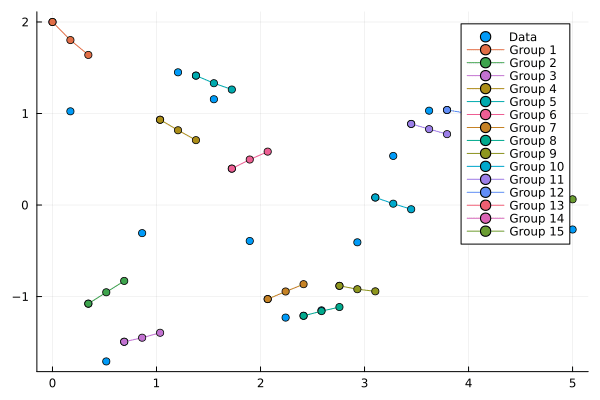 2
1
0
−1
0
1
2
3
4
5
Data
Group 1
Group 2
Group 3
Group 4
Group 5
Group 6
Group 7
Group 8
Group 9
Group 10
Group 11
Group 12
Group 13
Group 14
Group 15